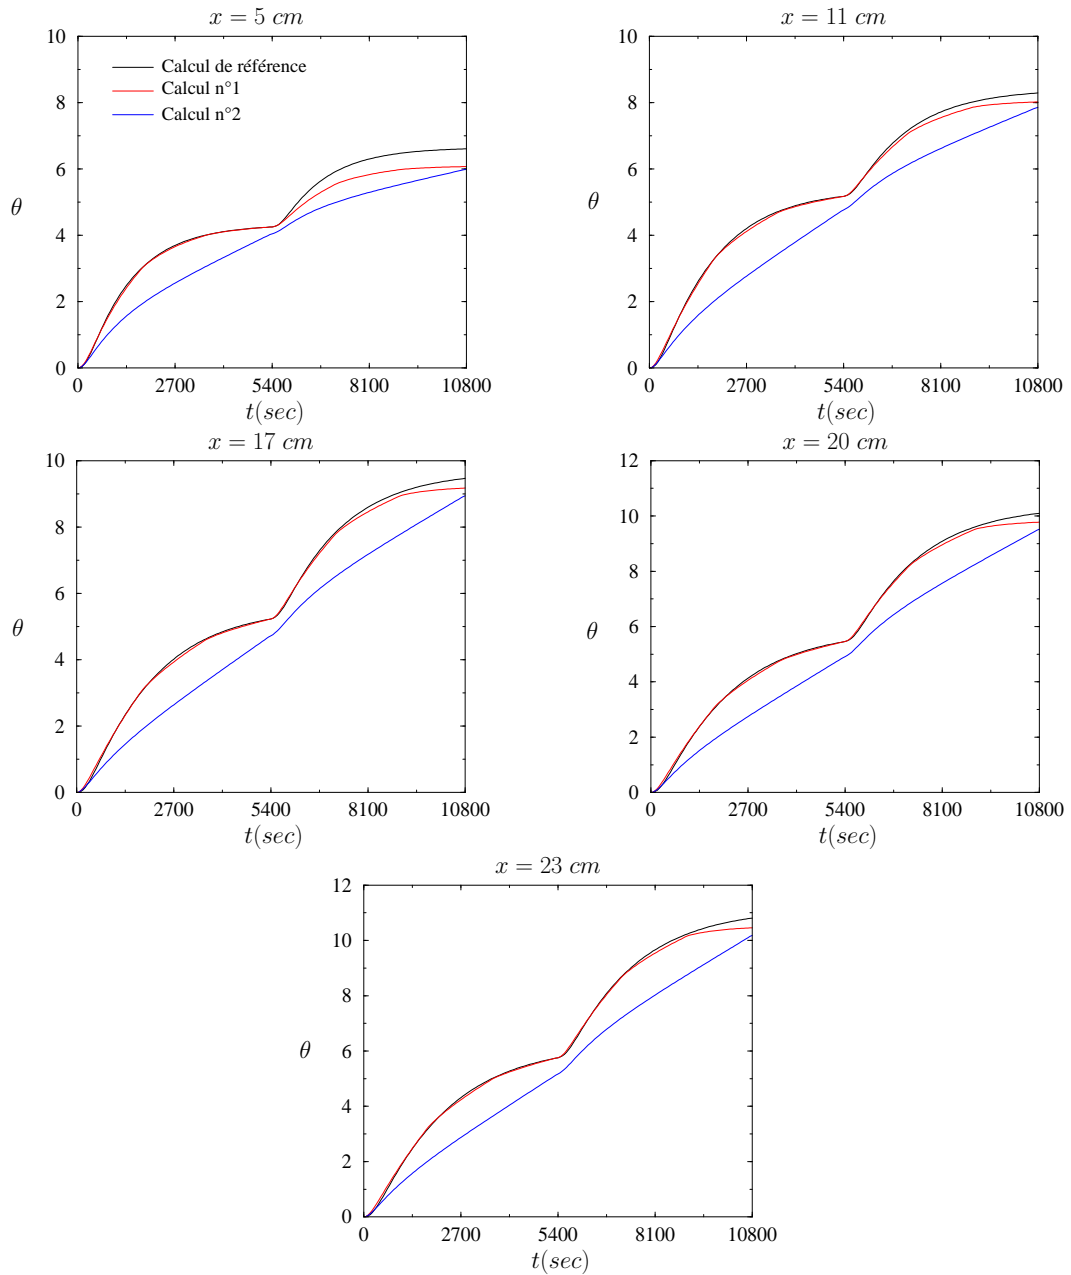 x = 5 cm
10
8
6
4
2
0
θ
Calcul de référence
Calcul n°1
Calcul n°2
0 2700 5400 8100 10800
t(sec)
x = 11 cm
10
8
6
4
2
0
θ
0 2700 5400 8100 10800
t(sec)
x = 17 cm
10
8
6
4
2
0
θ
0 2700 5400 8100 10800
t(sec)
x = 20 cm
12
10
8
6
4
2
0
θ
0 2700 5400 8100 10800
t(sec)
x = 23 cm
12
10
8
6
4
2
0
θ
0 2700 5400 8100 10800
t(sec)